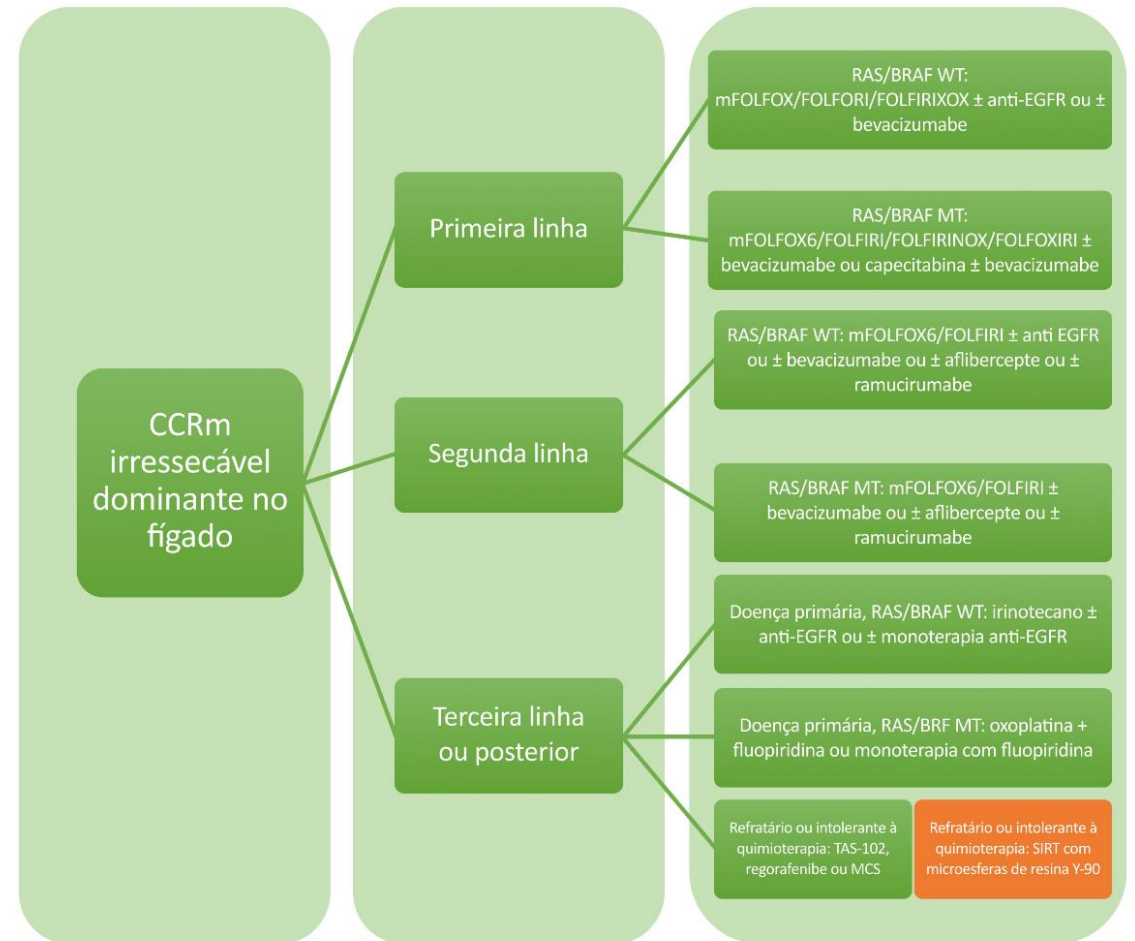 CCRm
irressecável
dominante no
fígado
Primeira linha
RAS/BRAF WT:
mFOLFOX/FOLFORI/FOLFIRIXOX ± anti-EGFR ou ±
bevacizumabe
RAS/BRAF MT:
mFOLFOX6/FOLFIRI/FOLFIRINOX/FOLFOXIRI ±
bevacizumabe ou capecitabina ± bevacizumabe
Segunda linha
RAS/BRAF WT: mFOLFOX6/FOLFIRI ± anti EGFR
ou ± bevacizumabe ou ± aflibercepte ou ±
ramucirumabe
RAS/BRAF MT: mFOLFOX6/FOLFIRI ±
bevacizumabe ou ± aflibercepte ou ±
ramucirumabe
Terceira linha
ou posterior
Doença primária, RAS/BRAF WT: irinotecano ±
anti-EGFR ou ± monoterapia anti-EGFR
Doença primária, RAS/BRF MT: oxoplatina +
fluopiridina ou monoterapia com fluopiridina
Refratário ou intolerante à
quimioterapia: TAS-102,
regorafenibe ou MCS
Refratário ou intolerante à
quimioterapia: SIRT com
microesferas de resina Y-90